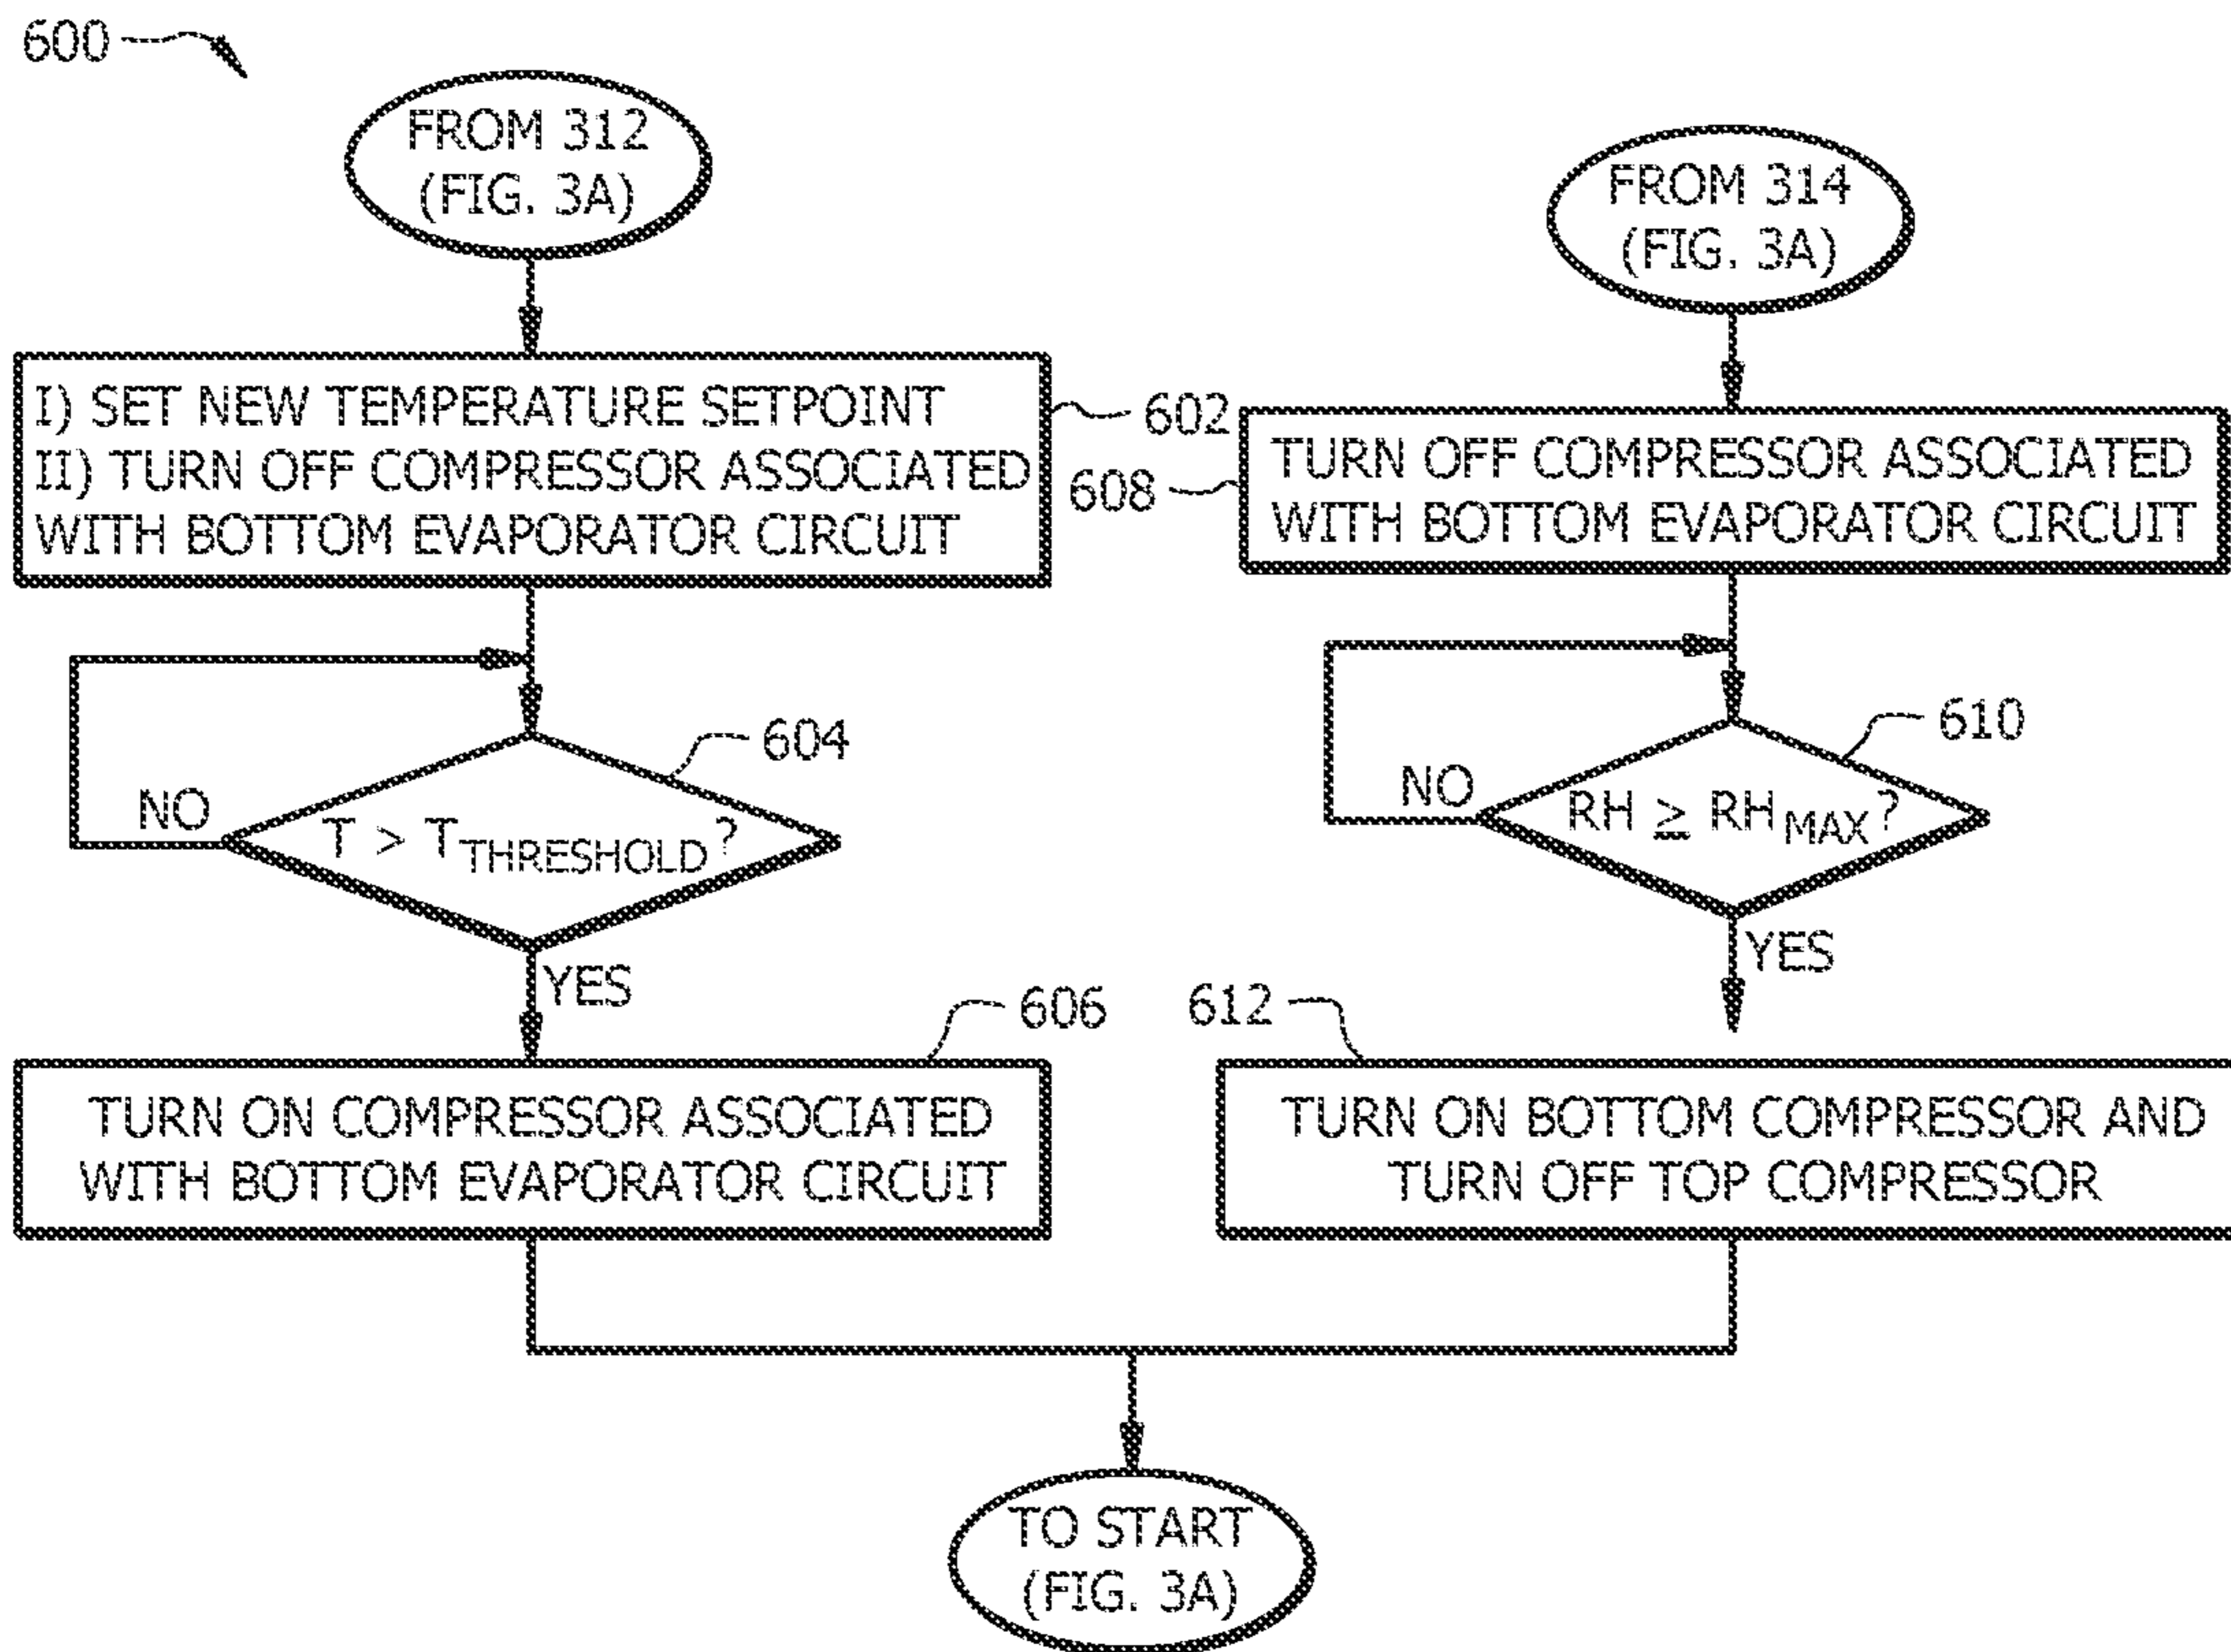 600
FROM 312
(FIG. 3A)
I) SET NEW TEMPERATURE SETPOINT
II) TURN OFF COMPRESSOR ASSOCIATED
WITH BOTTOM EVAPORATOR CIRCUIT
602
604
NO
T > T THRESHOLD ?
YES
606
TURN ON COMPRESSOR ASSOCIATED
WITH BOTTOM EVAPORATOR CIRCUIT
FROM 314
(FIG. 3A)
608
TURN OFF COMPRESSOR ASSOCIATED
WITH BOTTOM EVAPORATOR CIRCUIT
610
NO
RH ≥ RH MAX ?
YES
612
TURN ON BOTTOM COMPRESSOR AND
TURN OFF TOP COMPRESSOR
TO START
(FIG. 3A)